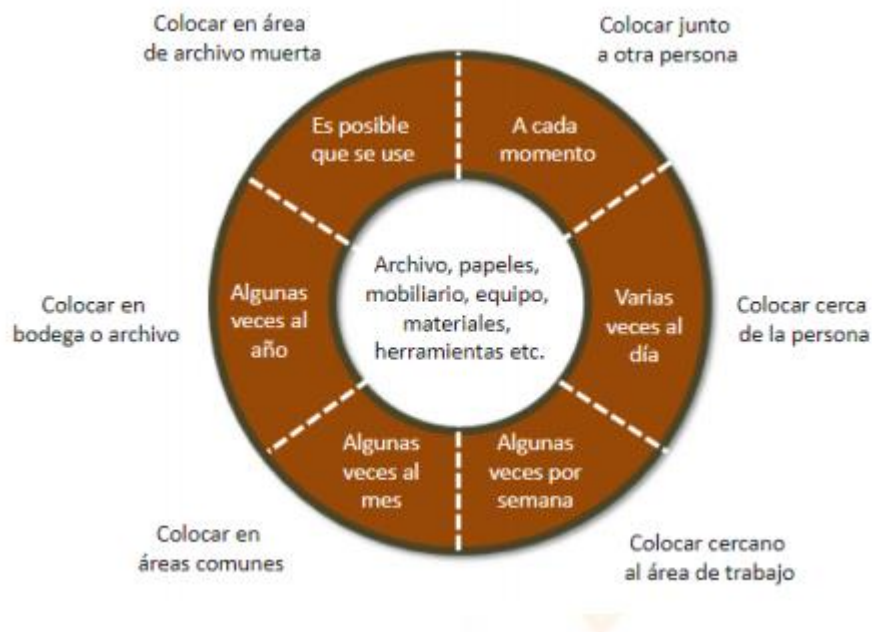 Colocar en área
de archivo muerta
Colocar junto
a otra persona
Es posible
que se use
A cada
momento
Archivo, papeles,
mobiliario, equipo,
materiales,
herramientas etc.
Algunas
veces al
año
Varias
veces al
día
Colocar en
bodega o archivo
Colocar cerca
de la persona
Algunas
veces al
mes
Algunas
veces por
semana
Colocar en
áreas comunes
Colocar cercano
al área de trabajo